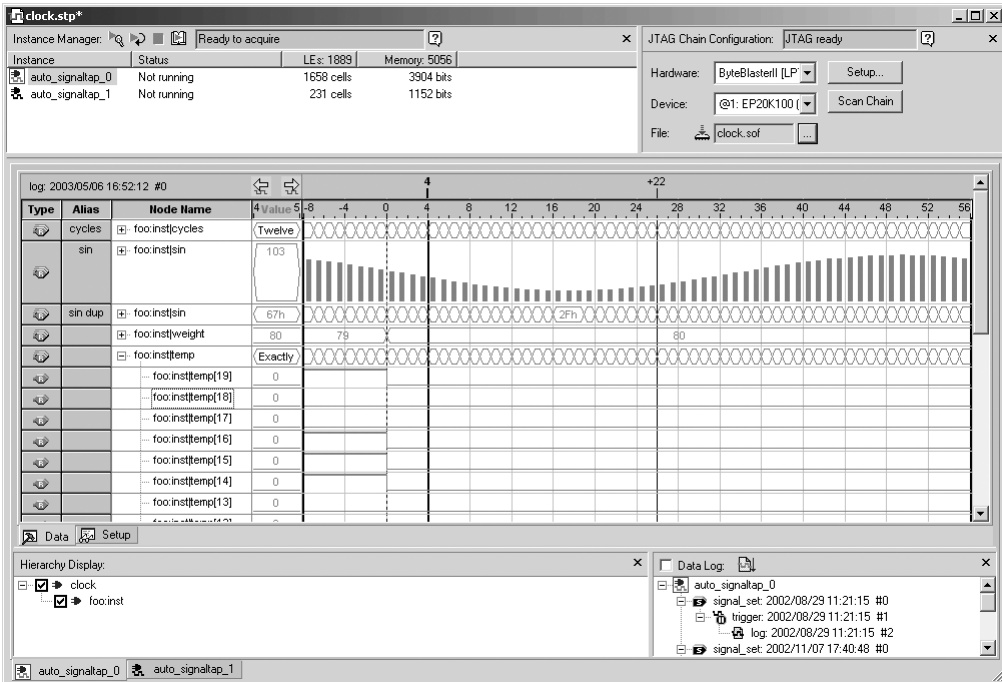 clock.stp*
Instance Manager: Ready to acquire
JTAG Chain Configuration: JTAG ready
Instance Status LEs: 1889 Memory: 5056
auto_signaltap_0 Not running 1658 cells 3904 bits
auto_signaltap_1 Not running 231 cells 1152 bits
Hardware: ByteBlasterII [LPT Setup...
Device: @1: EP20K100 ( Scan Chain
File: clock.sof ...
log: 2003/05/06 16:52:12 #0
4 +22
Type Alias Node Name 4 Value 5 -8 -4 0 4 8 12 16 20 24 28 32 36 40 44 48 52 56
cycles foo:inst|cycles Twelve
sin foo:inst|sin 103
sin dup foo:inst|sin 67h 2Fh
foo:inst|weight 80 79 80
foo:inst|temp Exactly
foo:inst|temp[19] 0
foo:inst|temp[18] 0
foo:inst|temp[17] 0
foo:inst|temp[16] 0
foo:inst|temp[15] 0
foo:inst|temp[14] 0
foo:inst|temp[13] 0
Data Setup
Hierarchy Display:
clock
foo:inst
Data Log:
auto_signaltap_0
signal_set: 2002/08/29 11:21:15 #0
trigger: 2002/08/29 11:21:15 #1
log: 2002/08/29 11:21:15 #2
signal_set: 2002/11/07 17:40:48 #0
auto_signaltap_0 auto_signaltap_1